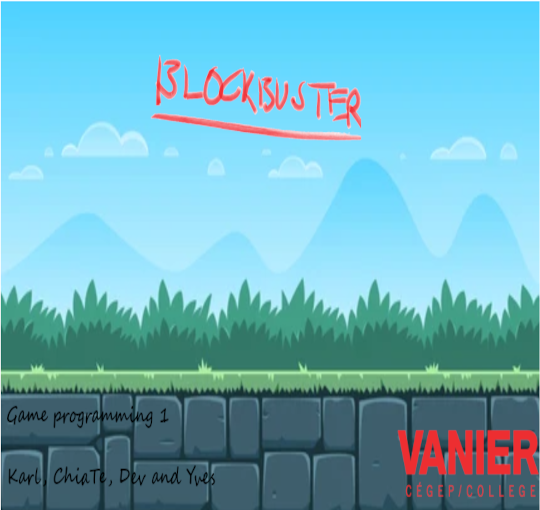 BLOCKBUSTER
Game programming 1
Karl, ChiaTe, Dev and Yves
VANIER
CÉGEP/COLLEGE